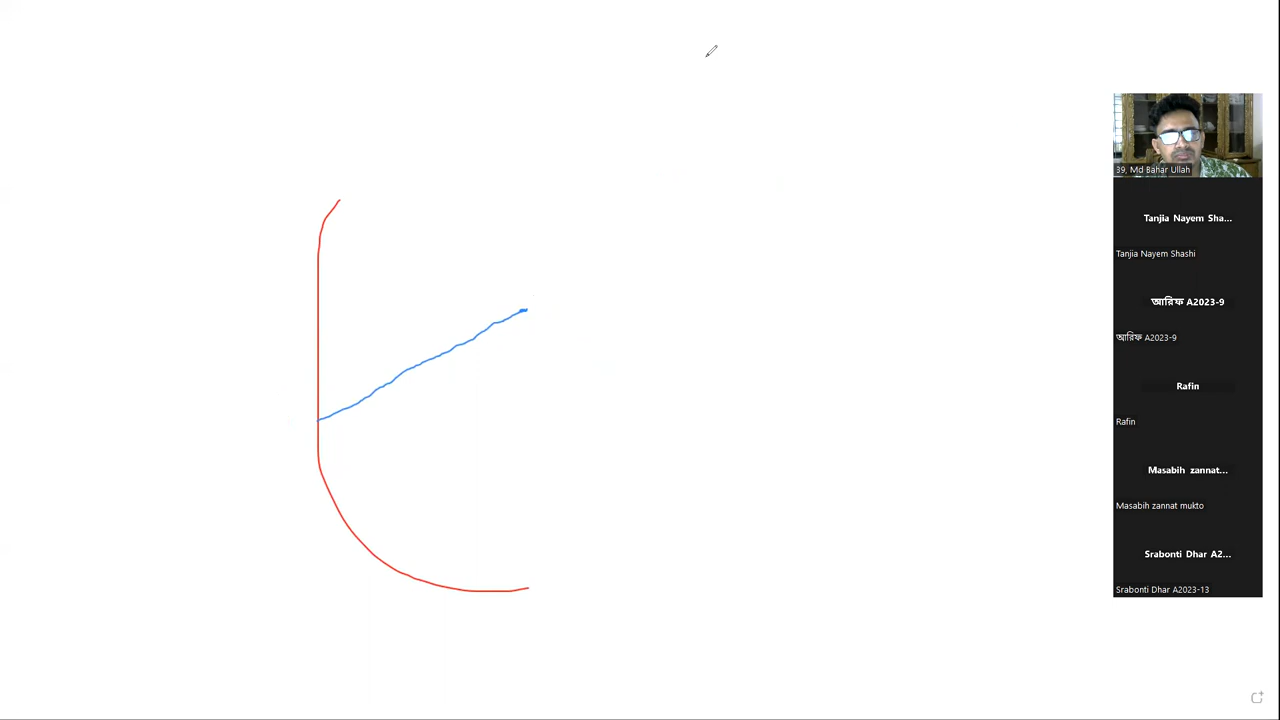 39, Md Bahar Ullah
Tanjia Nayem Sha...
Tanjia Nayem Shashi
আরিফ A2023-9
আরিফ A2023-9
Rafin
Rafin
Masabih zannat...
Masabih zannat mukto
Srabonti Dhar A2...
Srabonti Dhar A2023-13